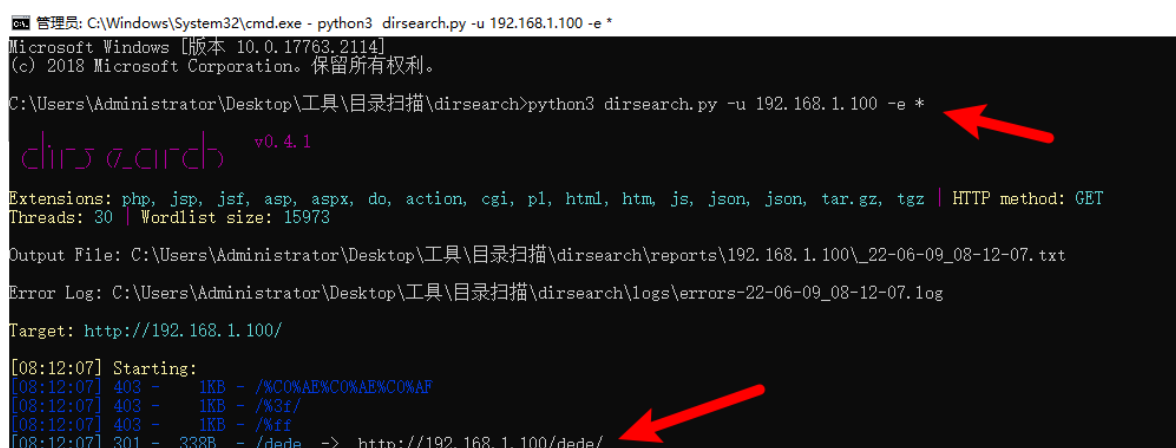 管理员: C:\Windows\System32\cmd.exe - python3 dirsearch.py -u 192.168.1.100 -e *
Microsoft Windows [版本 10.0.17763.2114]
(c) 2018 Microsoft Corporation。保留所有权利。
C:\Users\Administrator\Desktop\工具\目录扫描\dirsearch>python3 dirsearch.py -u 192.168.1.100 -e *
dirsearch v0.4.1
Extensions: php, jsp, jsf, asp, aspx, do, action, cgi, pl, html, htm, js, json, json, tar.gz, tgz | HTTP method: GET
Threads: 30 | Wordlist size: 15973
Output File: C:\Users\Administrator\Desktop\工具\目录扫描\dirsearch\reports\192.168.1.100\_22-06-09_08-12-07.txt
Error Log: C:\Users\Administrator\Desktop\工具\目录扫描\dirsearch\logs\errors-22-06-09_08-12-07.log
Target: http://192.168.1.100/
[08:12:07] Starting:
[08:12:07] 403 - 1KB - /%C0%AE%C0%AE%C0%AF
[08:12:07] 403 - 1KB - /%3f/
[08:12:07] 403 - 1KB - /%ff
[08:12:07] 301 - 338B - /dede -> http://192.168.1.100/dede/